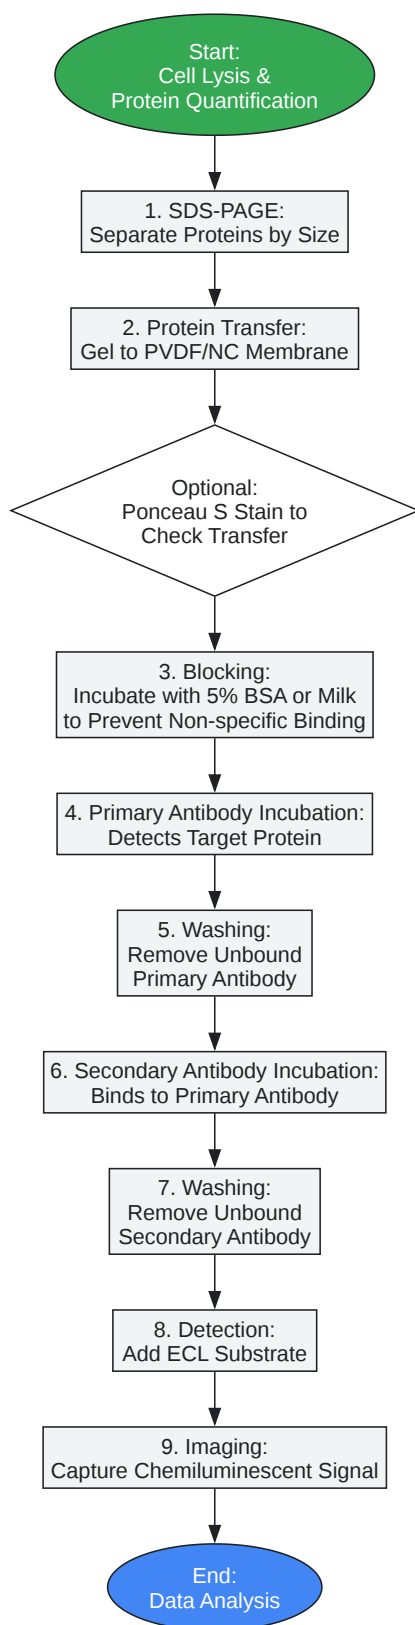 Start:
Cell Lysis &
Protein Quantification
1. SDS-PAGE:
Separate Proteins by Size
2. Protein Transfer:
Gel to PVDF/NC Membrane
Optional:
Ponceau S Stain to
Check Transfer
3. Blocking:
Incubate with 5% BSA or Milk
to Prevent Non-specific Binding
4. Primary Antibody Incubation:
Detects Target Protein
5. Washing:
Remove Unbound
Primary Antibody
6. Secondary Antibody Incubation:
Binds to Primary Antibody
7. Washing:
Remove Unbound
Secondary Antibody
8. Detection:
Add ECL Substrate
9. Imaging:
Capture Chemiluminescent Signal
End:
Data Analysis